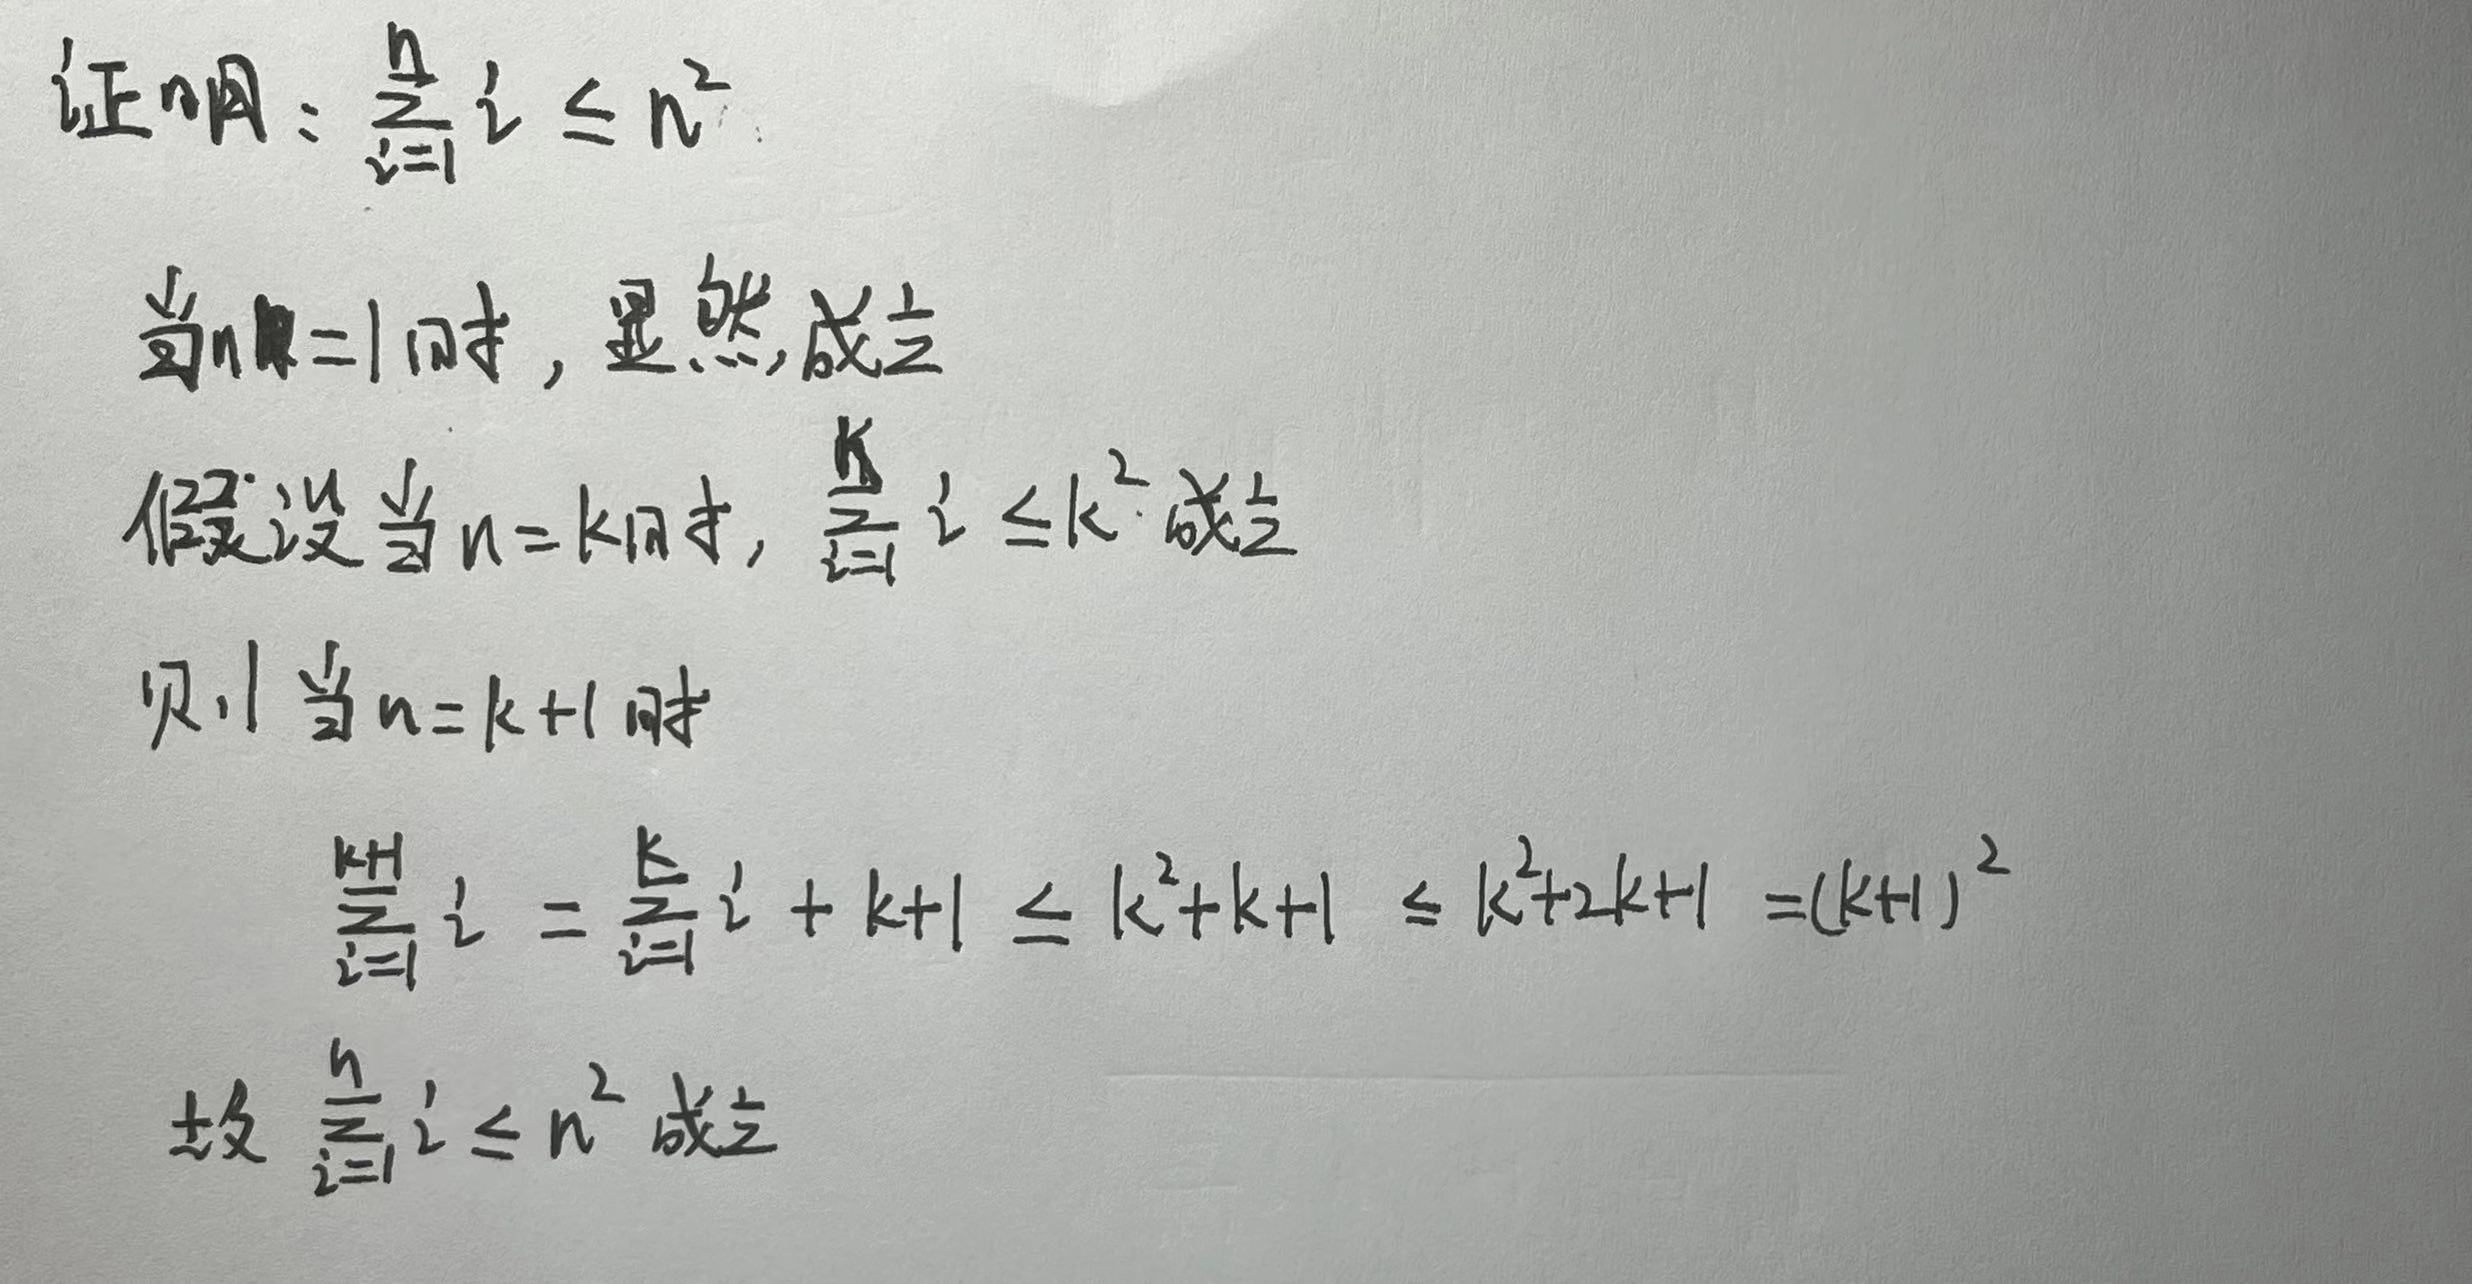 证明：$\sum_{i=1}^{n} i \leq n^2$
当n=1时，显然成立
假设当n=k时，$\sum_{i=1}^{k} i \leq k^2$ 成立
则当n=k+1时
$\sum_{i=1}^{k+1} i = \sum_{i=1}^{k} i + k+1 \leq k^2+k+1 \leq k^2+2k+1 = (k+1)^2$
故 $\sum_{i=1}^{n} i \leq n^2$ 成立